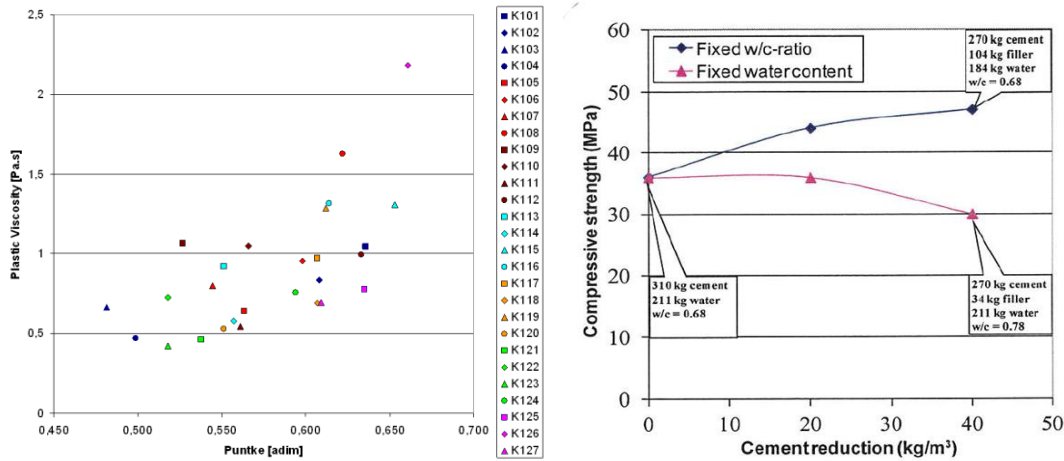 2,5
2
1,5
1
0,5
0
Plastic Viscosity [Pa.s]
0,450
0,500
0,550
0,600
0,650
0,700
Puntke [adim]
K101
K102
K103
K104
K105
K106
K107
K108
K109
K110
K111
K112
K113
K114
K115
K116
K117
K118
K119
K120
K121
K122
K123
K124
K125
K126
K127
60
50
40
30
20
10
0
Compressive strength (MPa)
Fixed w/c-ratio
Fixed water content
270 kg cement
104 kg filler
184 kg water
w/c = 0.68
310 kg cement
211 kg water
w/c = 0.68
270 kg cement
34 kg filler
211 kg water
w/c = 0.78
0
10
20
30
40
50
Cement reduction (kg/m³)